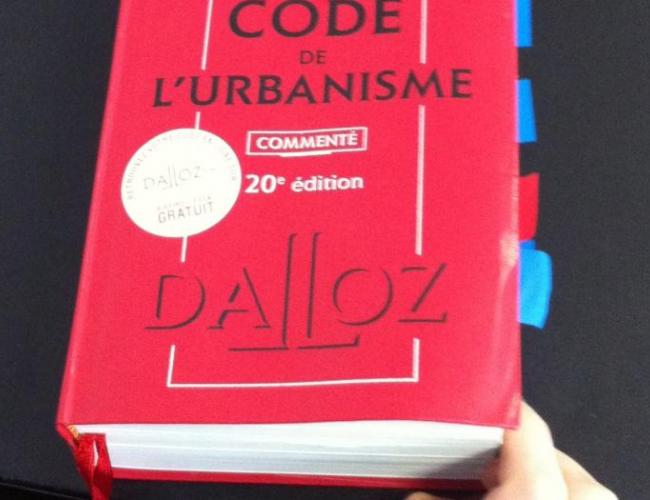 CODE
DE
L'URBANISME
COMMENTÉ
20e édition
DALLOZ
GRATUIT
DALLOZ